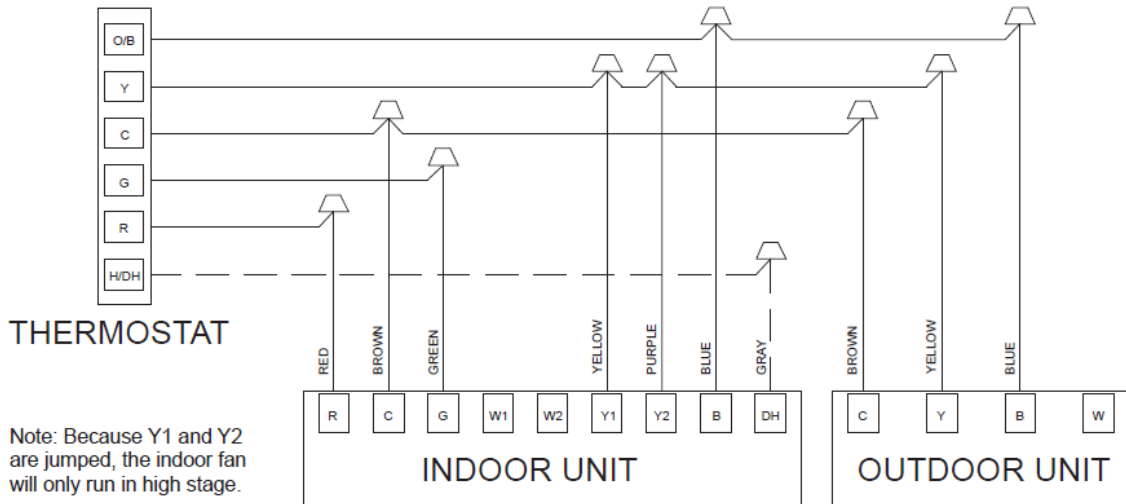 O/B
Y
C
G
R
H/DH
THERMOSTAT
RED
BROWN
GREEN
YELLOW
PURPLE
BLUE
GRAY
BROWN
YELLOW
BLUE
R
C
G
W1
W2
Y1
Y2
B
DH
C
Y
B
W
INDOOR UNIT
OUTDOOR UNIT
Note: Because Y1 and Y2
are jumped, the indoor fan
will only run in high stage.